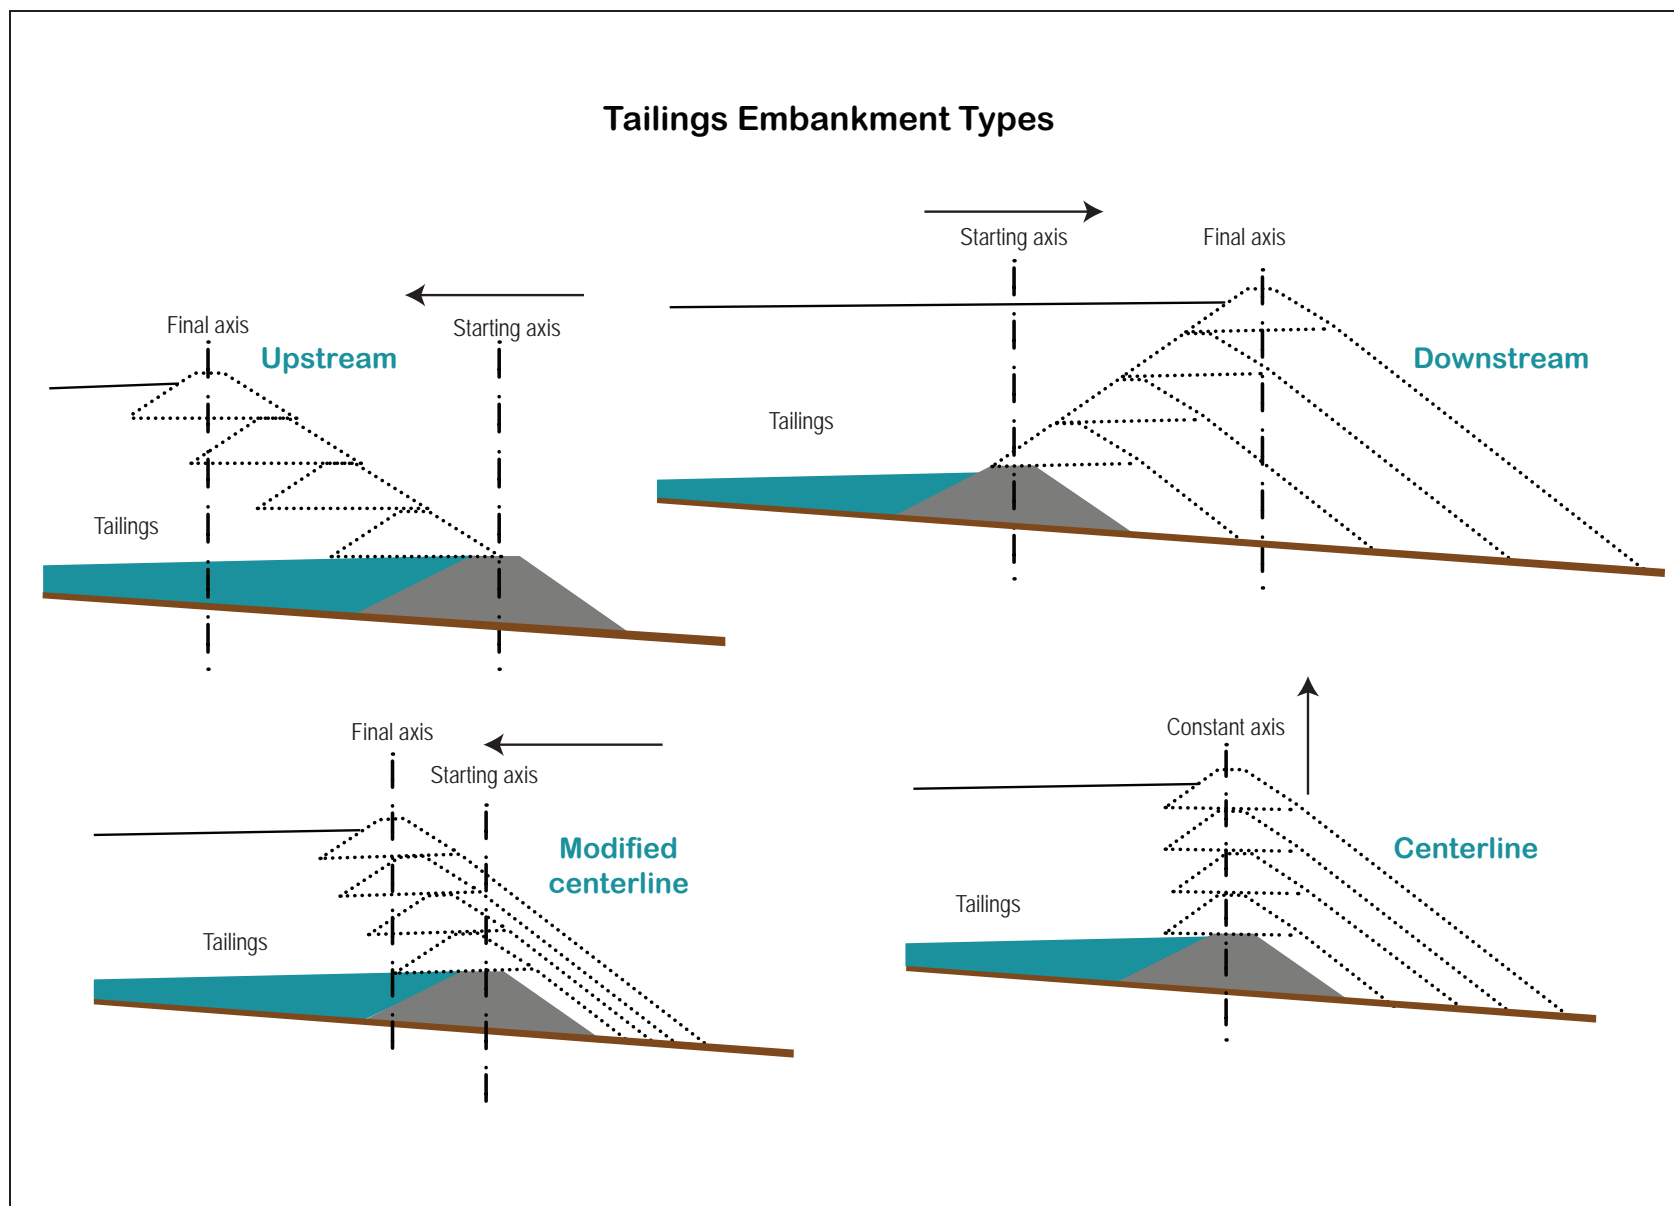 Tailings Embankment Types
Final axis
Starting axis
Upstream
Tailings
Starting axis
Final axis
Downstream
Tailings
Final axis
Starting axis
Modified
centerline
Tailings
Constant axis
Centerline
Tailings